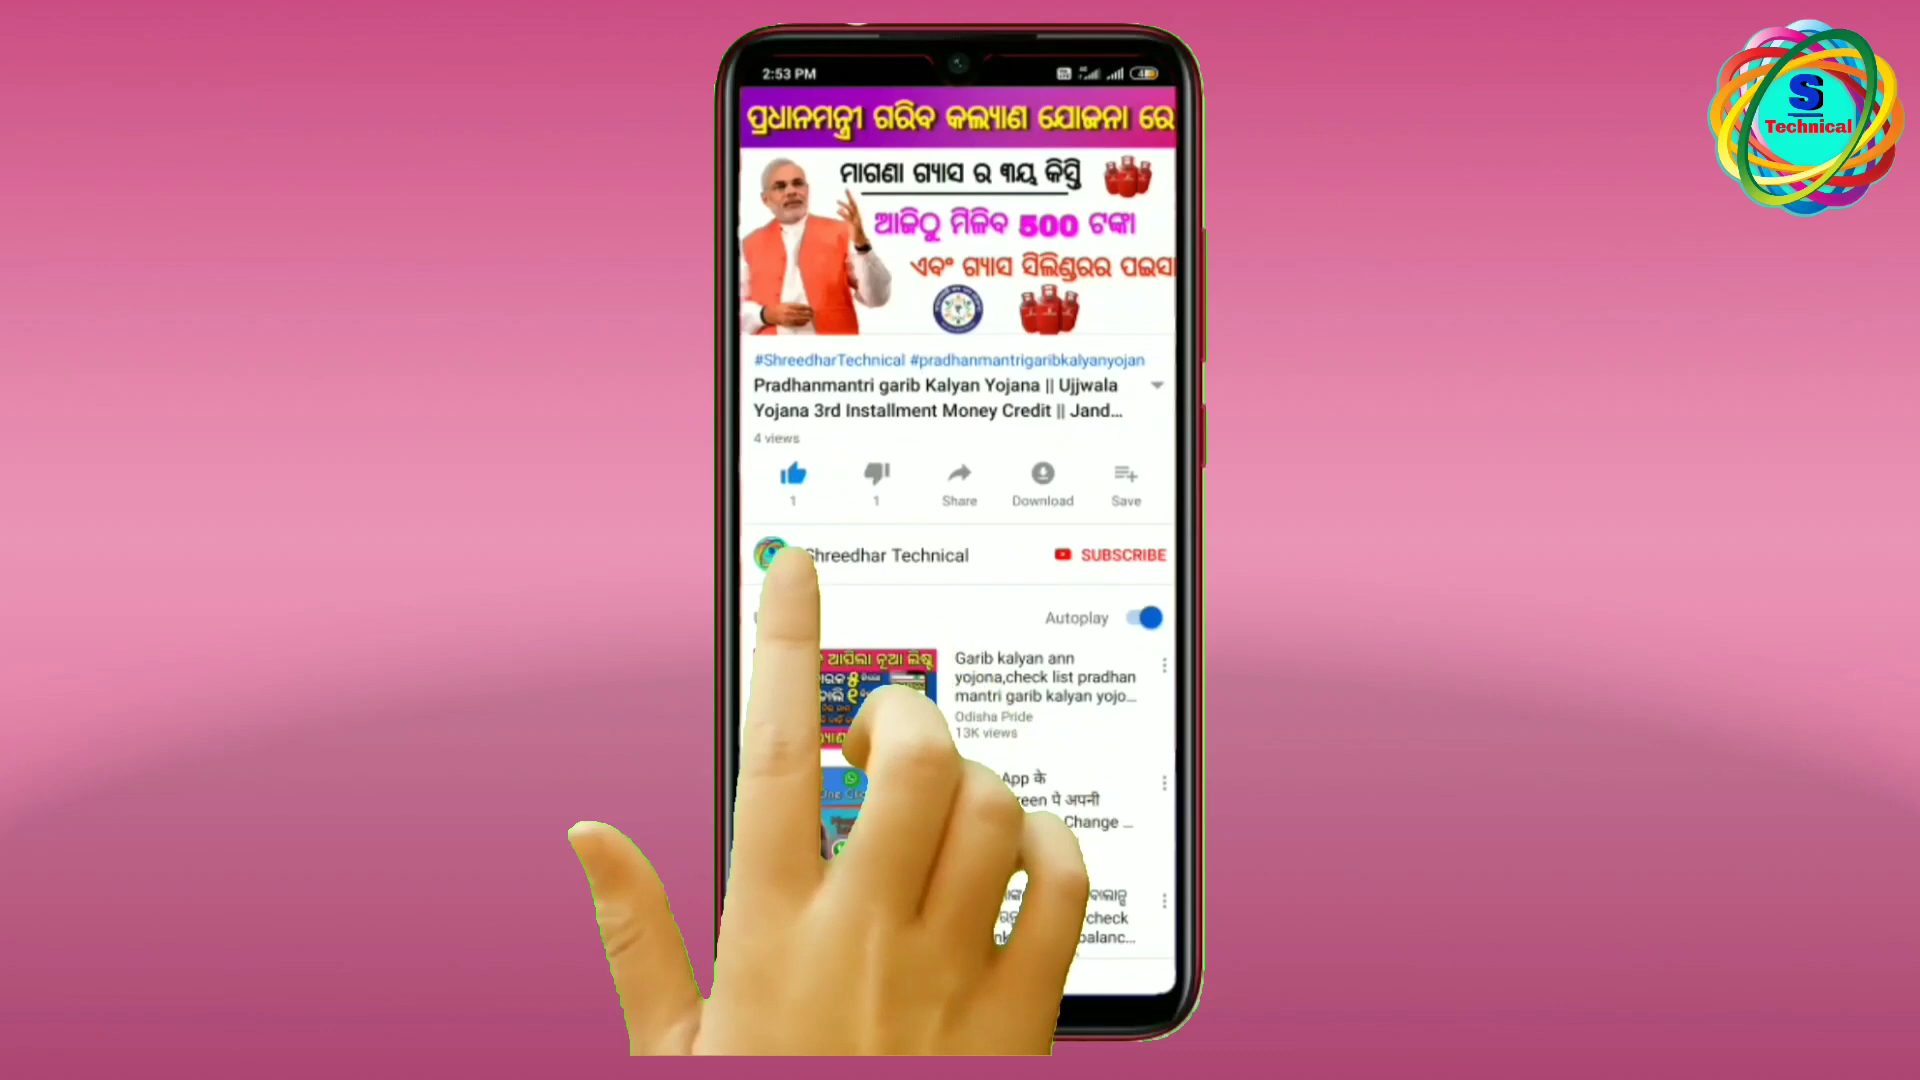 2:53 PM
S
Technical
ପ୍ରଧାନମନ୍ତ୍ରୀ ଗରିବ କଲ୍ୟାଣ ଯୋଜନା ରେ
ମାଗଣା ଗ୍ୟାସ ର ୩ୟ କିସ୍ତି
ଆଜିଠୁ ମିଳିବ 500 ଟଙ୍କା
ଏବଂ ଗ୍ୟାସ ସିଲିଣ୍ଡରର ପଇସା
#ShreedharTechnical #pradhanmantrigaribkalyanyojan
Pradhanmantri garib Kalyan Yojana || Ujjwala
Yojana 3rd Installment Money Credit || Jand...
4 views
1 1 Share Download Save
Shreedhar Technical SUBSCRIBE
Autoplay
ଆସିଲା ନୂଆ ଲିଷ୍ଟ
Garib kalyan ann
yojona,check list pradhan
mantri garib kalyan yojo...
Odisha Pride
13K views
App के
पे अपनी
Change ...
check
balanc...